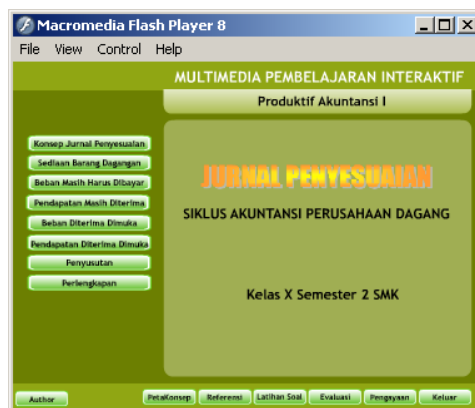 Macromedia Flash Player 8
File View Control Help
MULTIMEDIA PEMBELAJARAN INTERAKTIF
Produktif Akuntansi I
Konsep Jurnal Penyesuaian
Sediaan Barang Dagangan
Beban Masih Harus Dibayar
Pendapatan Masih Diterima
Beban Diterima Dimuka
Pendapatan Diterima Dimuka
Penyusutan
Perlengkapan
JURNAL PENYESUAIAN
SIKLUS AKUNTANSI PERUSAHAAN DAGANG
Kelas X Semester 2 SMK
Author PetaKonsep Referensi Latihan Soal Evaluasi Pengayaan Keluar